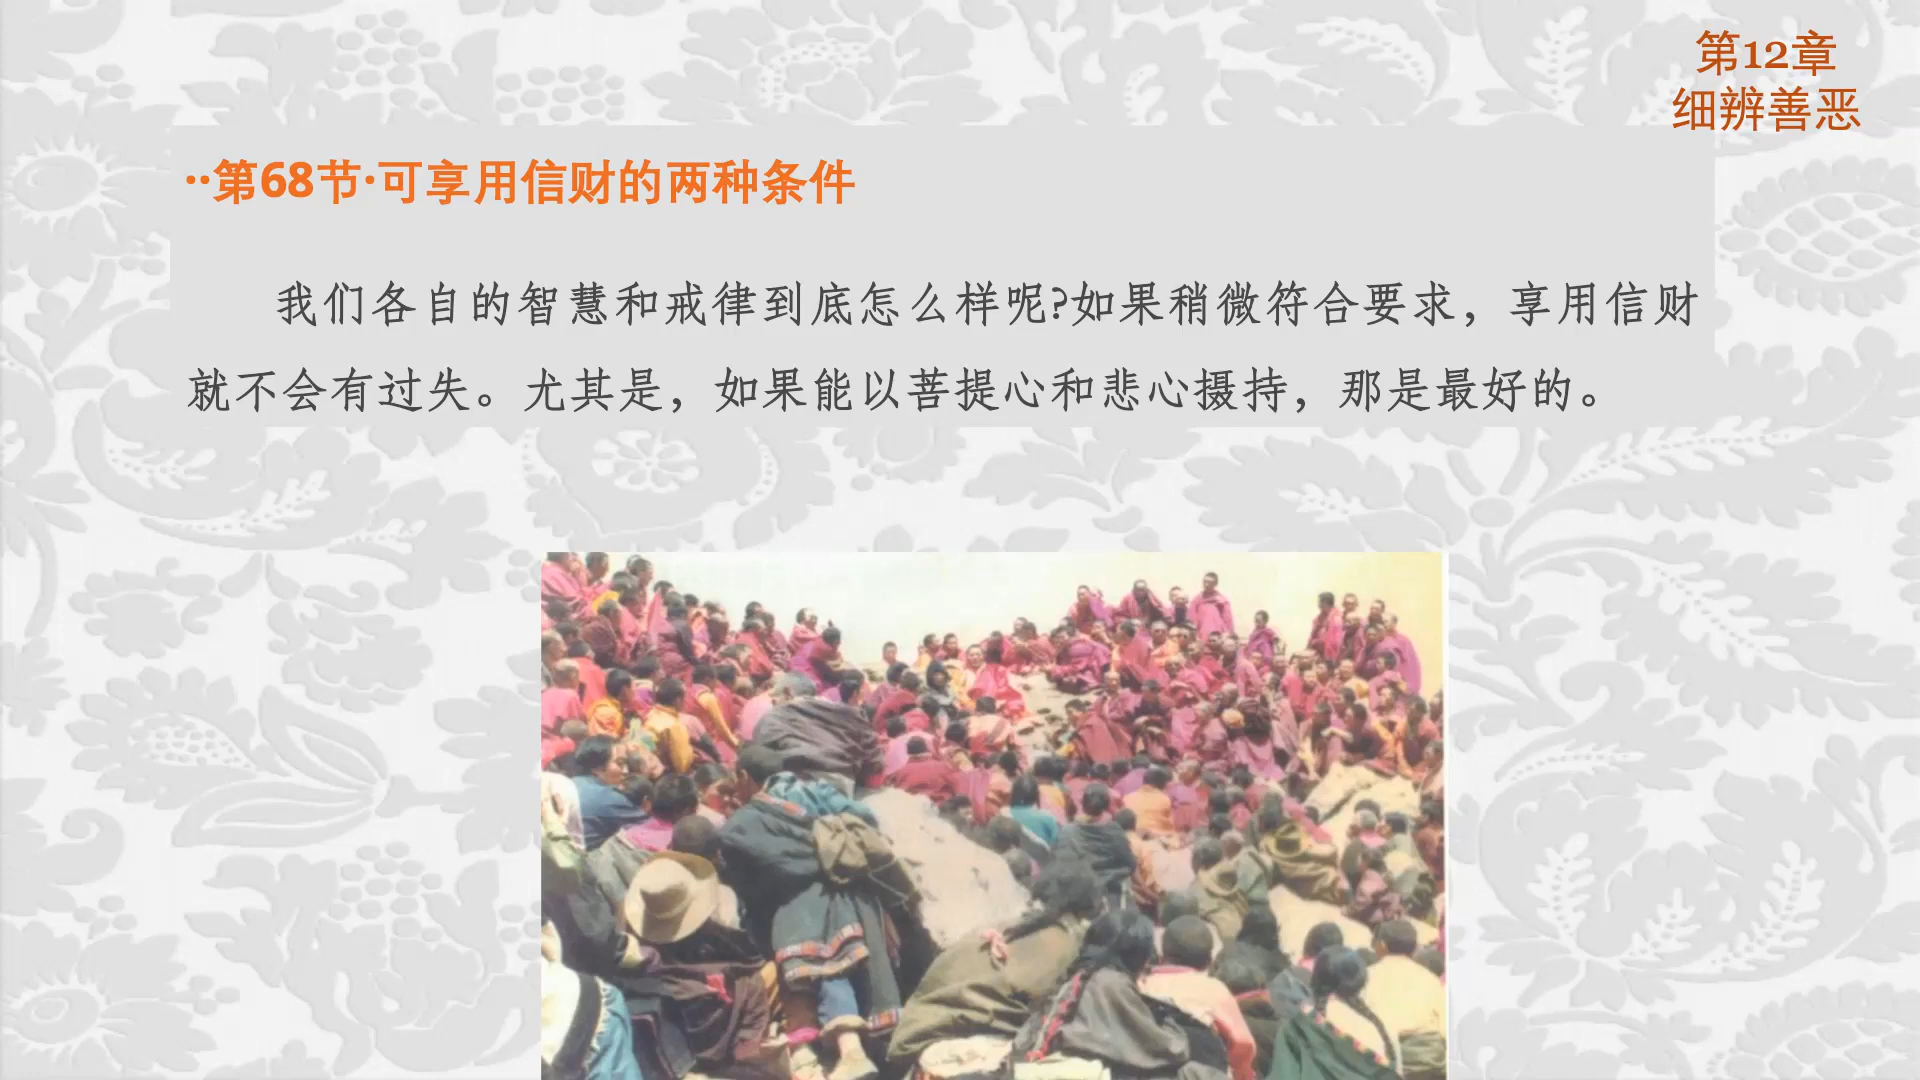 第12章
细辨善恶
··第68节·可享用信财的两种条件
我们各自的智慧和戒律到底怎么样呢?如果稍微符合要求，享用信财
就不会有过失。尤其是，如果能以菩提心和悲心摄持，那是最好的。